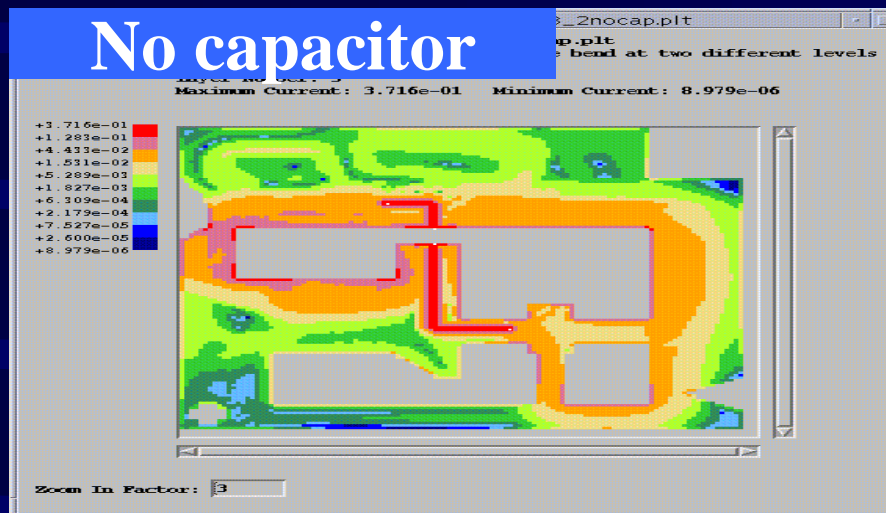 No capacitor
_2nocap.plt
p.plt
bend at two different levels
Maximum Current: 3.716e-01 Minimum Current: 8.979e-06
+3.716e-01
+1.283e-01
+4.433e-02
+1.531e-02
+5.289e-03
+1.827e-03
+6.309e-04
+2.179e-04
+7.527e-05
+2.600e-05
+8.979e-06
Zoom In Factor: 3